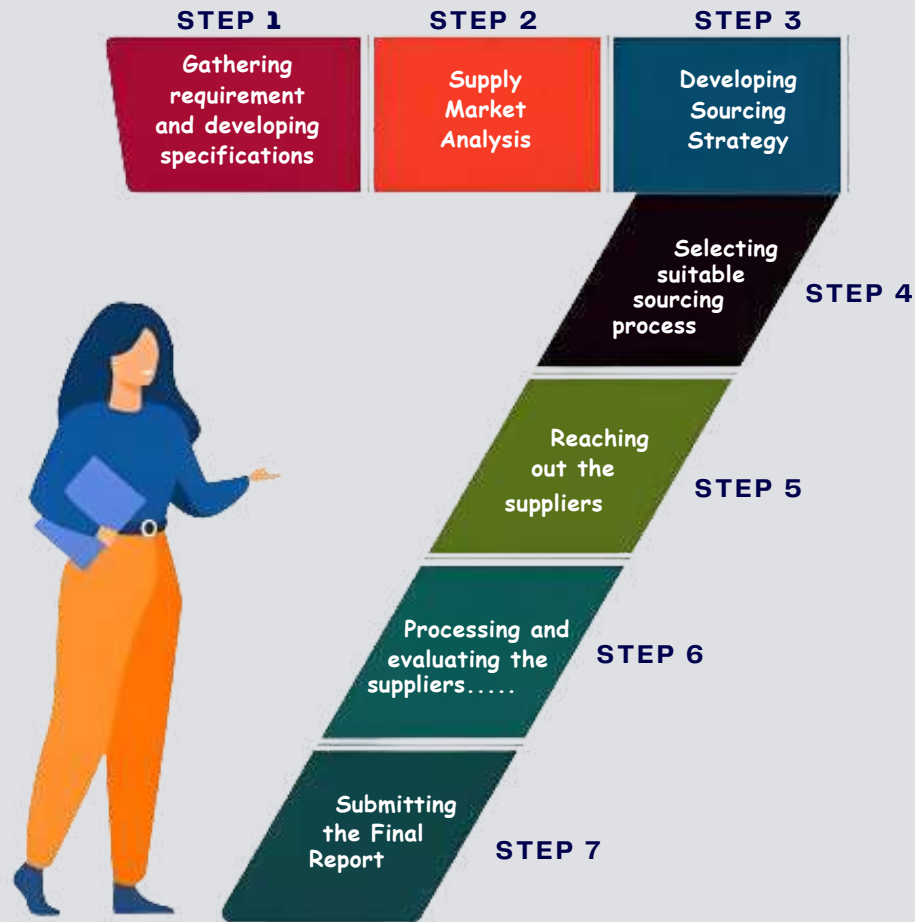 STEP 1
Gathering
requirement
and developing
specifications
STEP 2
Supply
Market
Analysis
STEP 3
Developing
Sourcing
Strategy
Selecting
suitable
sourcing
process
STEP 4
Reaching
out the
suppliers
STEP 5
Processing and
evaluating the
suppliers.....
STEP 6
Submitting
the Final
Report
STEP 7